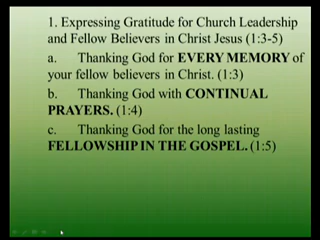 1. Expressing Gratitude for Church Leadership
and Fellow Believers in Christ Jesus (1:3-5)
a. Thanking God for EVERY MEMORY of
your fellow believers in Christ. (1:3)
b. Thanking God with CONTINUAL
PRAYERS. (1:4)
c. Thanking God for the long lasting
FELLOWSHIP IN THE GOSPEL. (1:5)